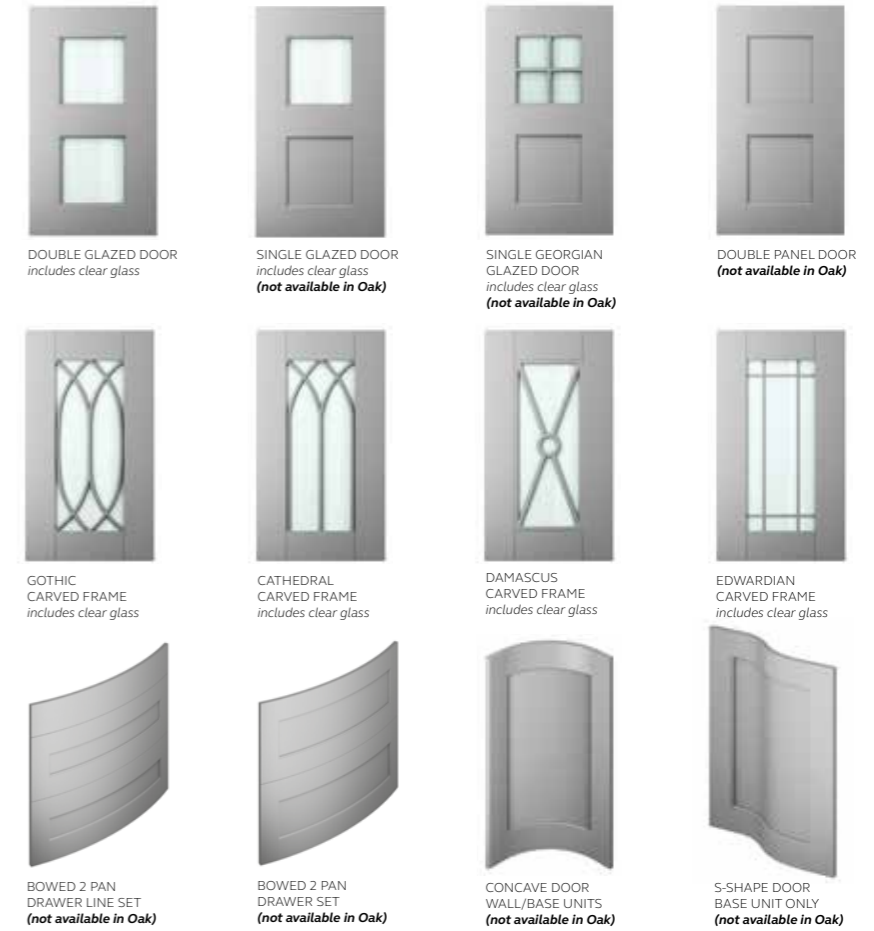 DOUBLE GLAZED DOOR
includes clear glass
SINGLE GLAZED DOOR
includes clear glass
(not available in Oak)
SINGLE GEORGIAN
GLAZED DOOR
includes clear glass
(not available in Oak)
DOUBLE PANEL DOOR
(not available in Oak)
GOTHIC
CARVED FRAME
includes clear glass
CATHEDRAL
CARVED FRAME
includes clear glass
DAMASCUS
CARVED FRAME
includes clear glass
EDWARDIAN
CARVED FRAME
includes clear glass
BOWED 2 PAN
DRAWER LINE SET
(not available in Oak)
BOWED 2 PAN
DRAWER SET
(not available in Oak)
CONCAVE DOOR
WALL/BASE UNITS
(not available in Oak)
S-SHAPE DOOR
BASE UNIT ONLY
(not available in Oak)